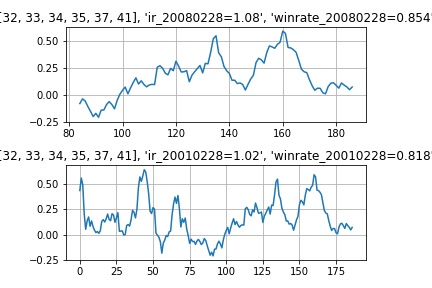 [32, 33, 34, 35, 37, 41], 'ir_20080228=1.08', 'winrate_20080228=0.854'
0.50
0.25
0.00
−0.25
80 100 120 140 160 180
[32, 33, 34, 35, 37, 41], 'ir_20010228=1.02', 'winrate_20010228=0.818'
0.50
0.25
0.00
−0.25
0 25 50 75 100 125 150 175